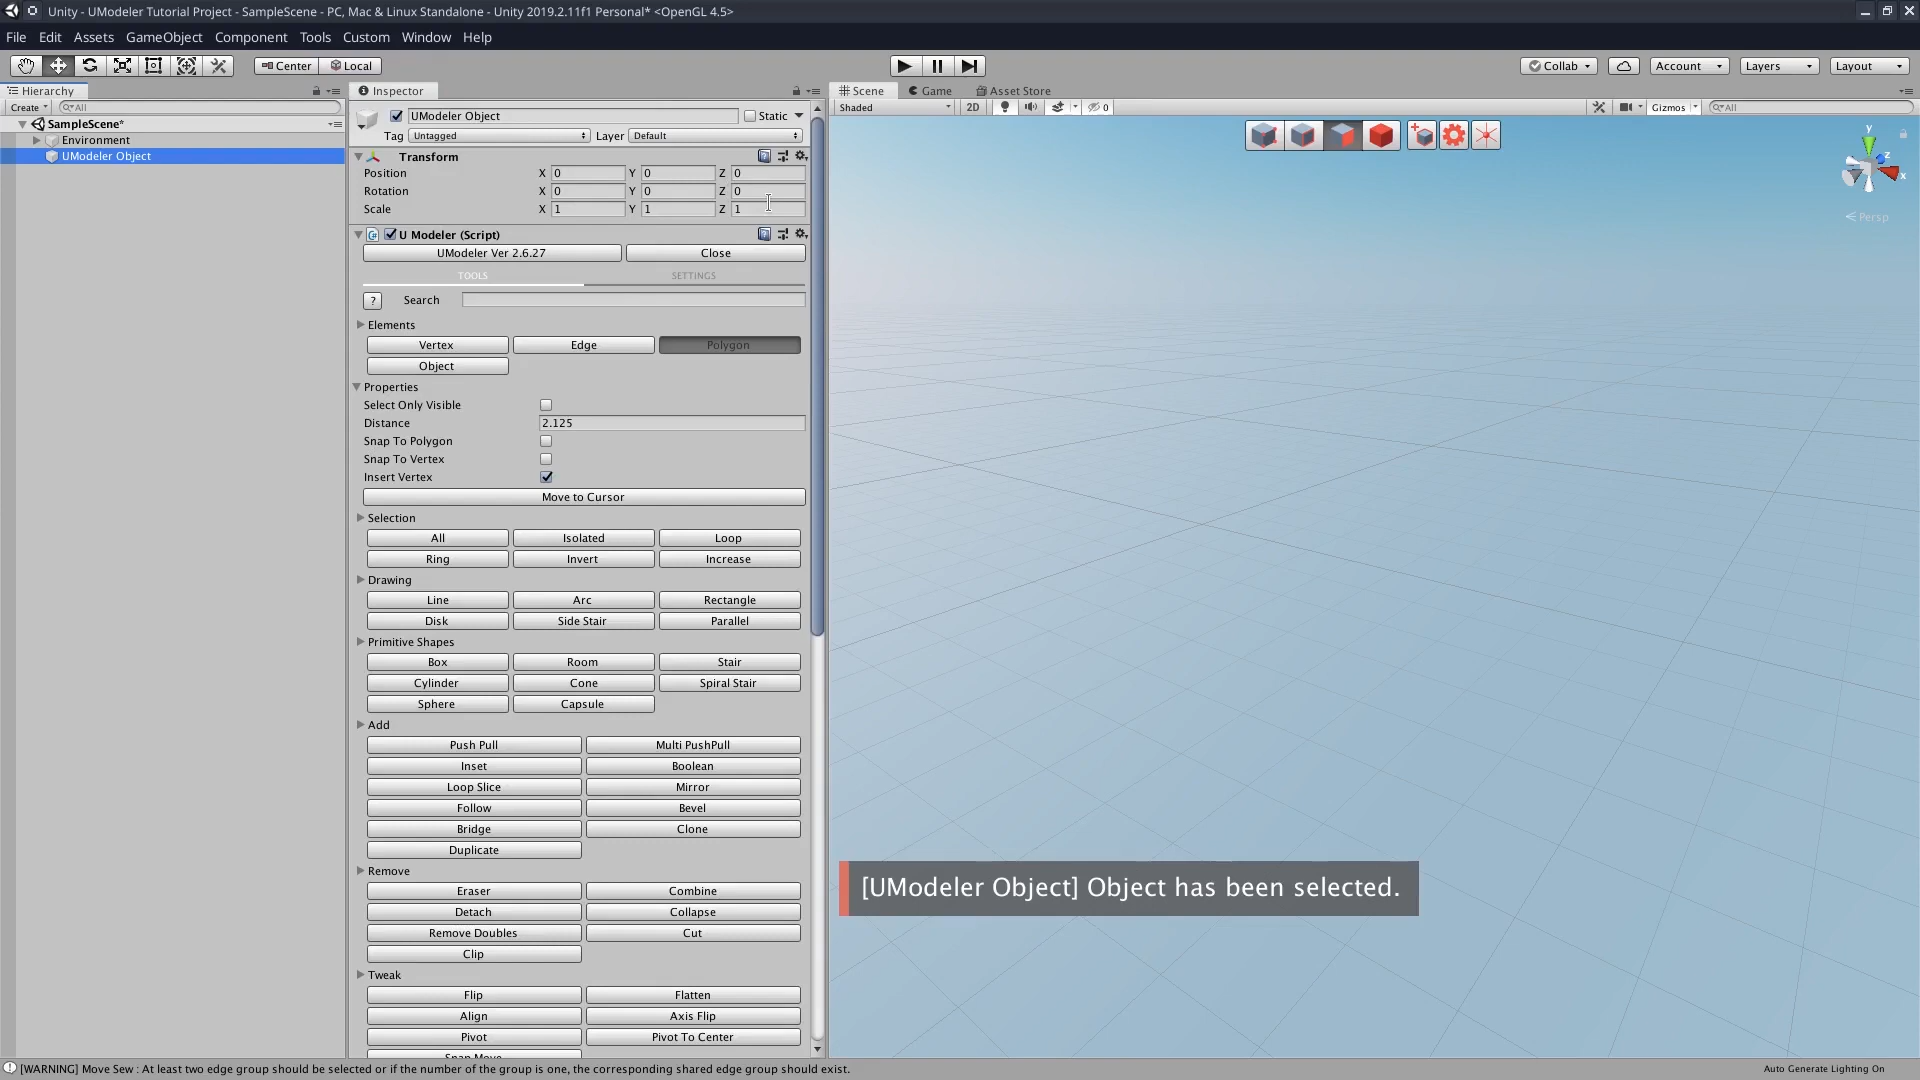 Unity - UModeler Tutorial Project - SampleScene - PC, Mac & Linux Standalone - Unity 2019.2.11f1 Personal* <OpenGL 4.5>
File Edit Assets GameObject Component Tools Custom Window Help
Center Local Collab Account Layers Layout
Hierarchy Inspector Scene Game Asset Store
Create All
Shaded 2D 0 Gizmos All
SampleScene*
Environment
UModeler Object
UModeler Object Static
Tag Untagged Layer Default
Transform
Position X 0 Y 0 Z 0
Rotation X 0 Y 0 Z 0
Scale X 1 Y 1 Z 1
U Modeler (Script)
UModeler Ver 2.6.27 Close
TOOLS SETTINGS
? Search
Elements
Vertex Edge Polygon
Object
Properties
Select Only Visible
Distance 2.125
Snap To Polygon
Snap To Vertex
Insert Vertex
Move to Cursor
Selection
All Isolated Loop
Ring Invert Increase
Drawing
Line Arc Rectangle
Disk Side Stair Parallel
Primitive Shapes
Box Room Stair
Cylinder Cone Spiral Stair
Sphere Capsule
Add
Push Pull Multi PushPull
Inset Boolean
Loop Slice Mirror
Follow Bevel
Bridge Clone
Duplicate
Remove
Eraser Combine
Detach Collapse
Remove Doubles Cut
Clip
Tweak
Flip Flatten
Align Axis Flip
Pivot Pivot To Center
Snap Move
y
z
x
Persp
[UModeler Object] Object has been selected.
[WARNING] Move Sew : At least two edge group should be selected or if the number of the group is one, the corresponding shared edge group should exist.
Auto Generate Lighting On